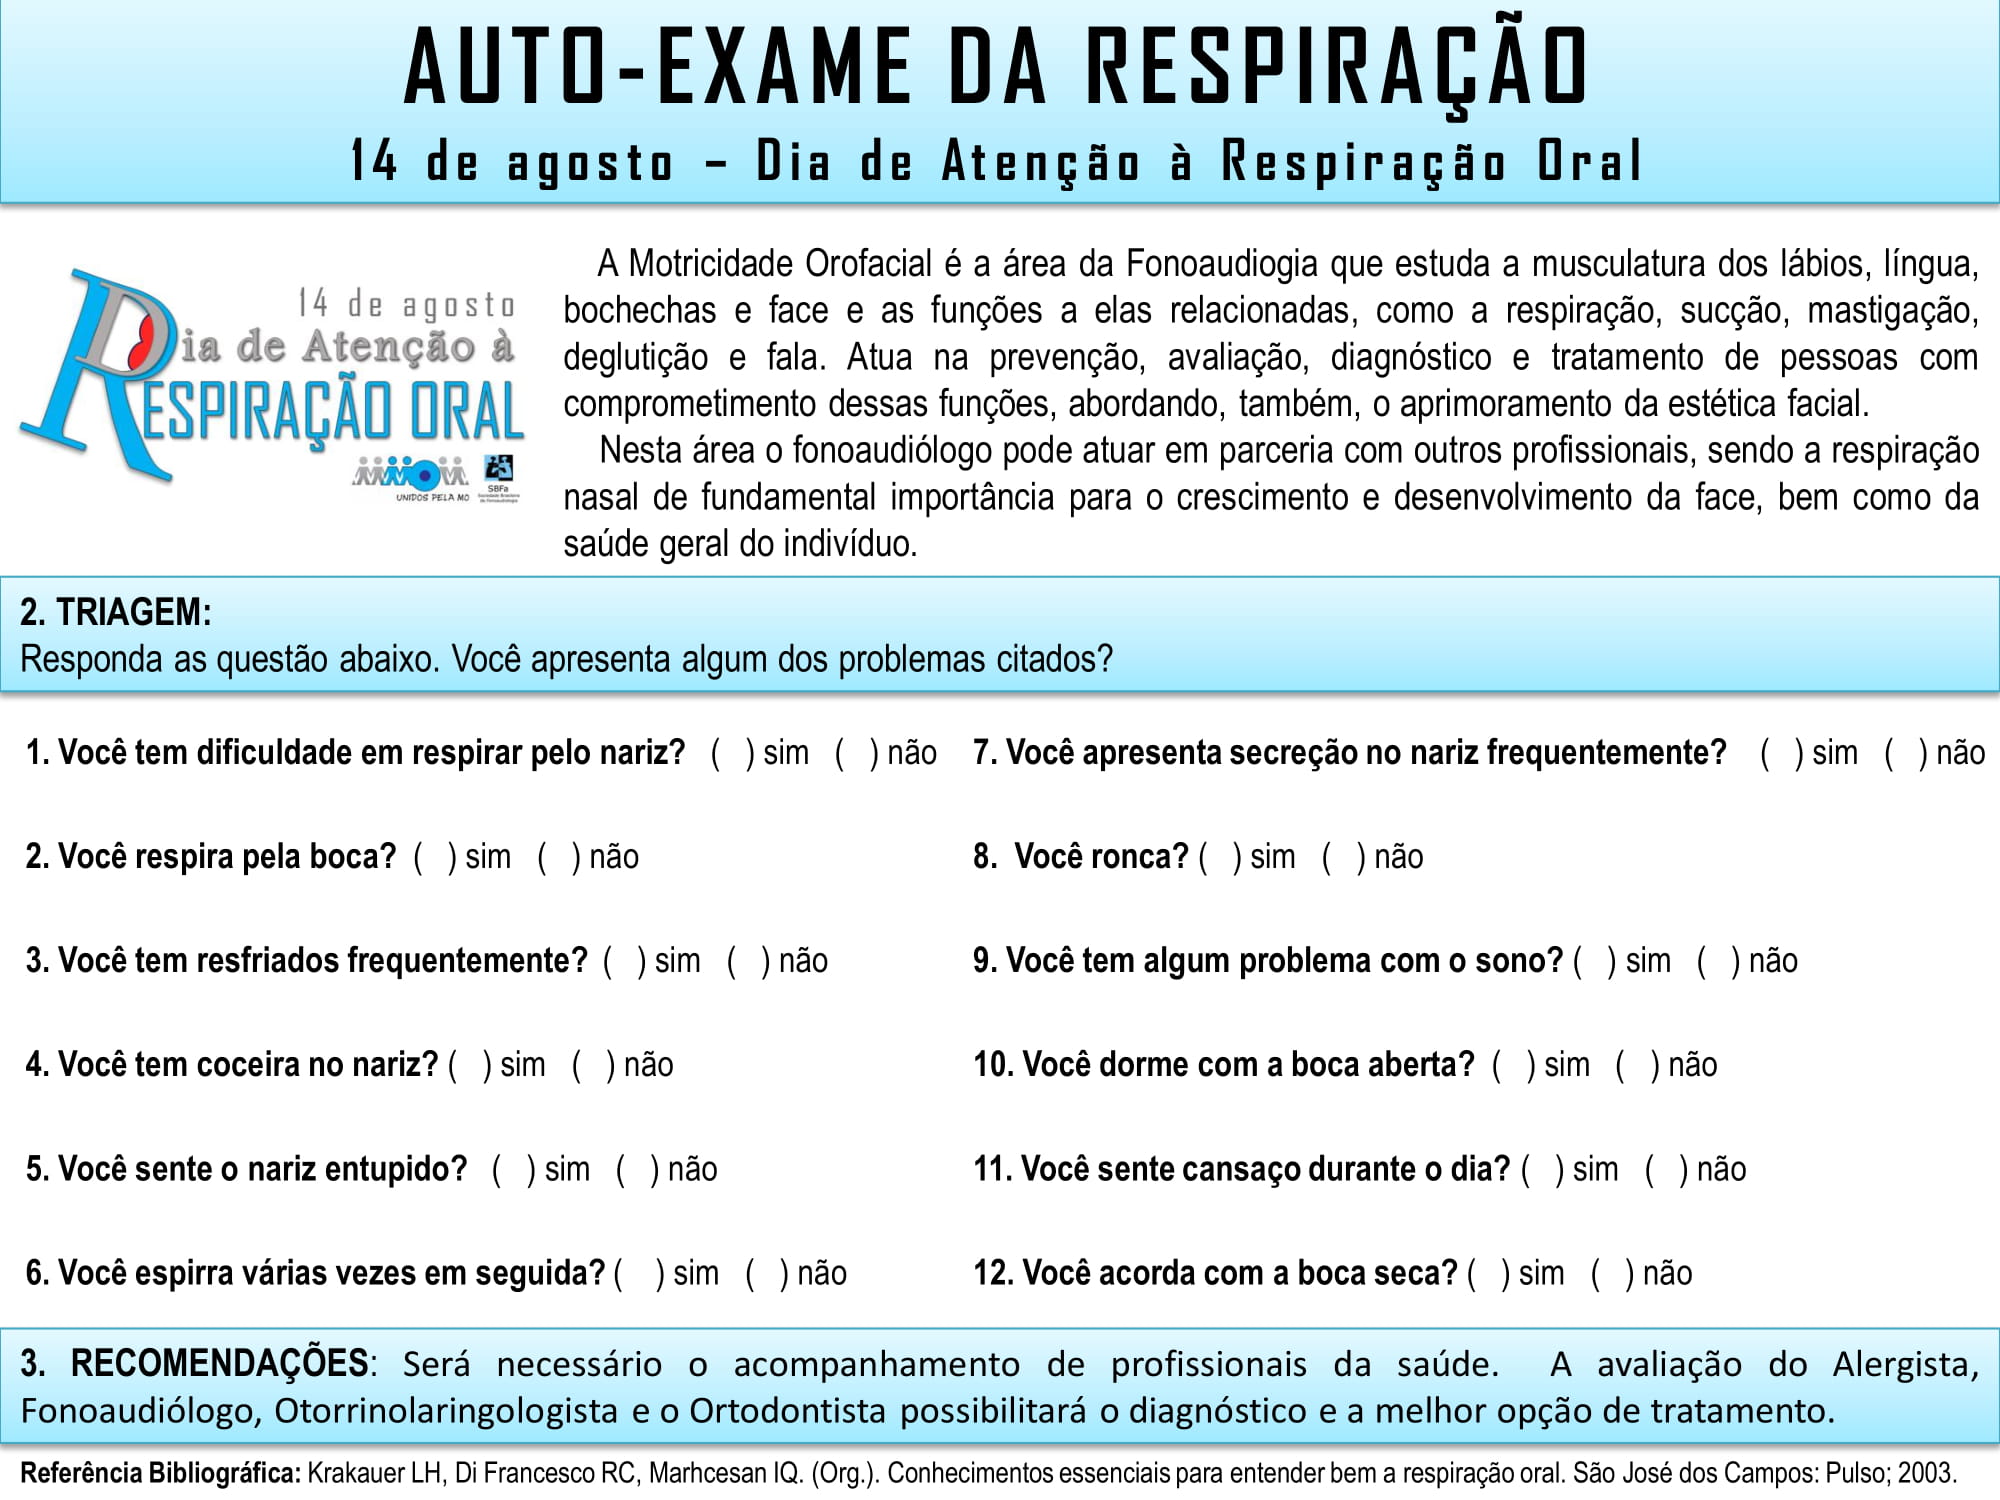 AUTO-EXAME DA RESPIRAÇÃO
14 de agosto – Dia de Atenção à Respiração Oral
14 de agosto
Dia de Atenção à
RESPIRAÇÃO ORAL
UNIDOS PELA MO
SBFa
Sociedade Brasileira
de Fonoaudiologia
A Motricidade Orofacial é a área da Fonoaudiogia que estuda a musculatura dos lábios, língua,
bochechas e face e as funções a elas relacionadas, como a respiração, sucção, mastigação,
deglutição e fala. Atua na prevenção, avaliação, diagnóstico e tratamento de pessoas com
comprometimento dessas funções, abordando, também, o aprimoramento da estética facial.
Nesta área o fonoaudiólogo pode atuar em parceria com outros profissionais, sendo a respiração
nasal de fundamental importância para o crescimento e desenvolvimento da face, bem como da
saúde geral do indivíduo.
2. TRIAGEM:
Responda as questão abaixo. Você apresenta algum dos problemas citados?
1. Você tem dificuldade em respirar pelo nariz? ( ) sim ( ) não
2. Você respira pela boca? ( ) sim ( ) não
3. Você tem resfriados frequentemente? ( ) sim ( ) não
4. Você tem coceira no nariz? ( ) sim ( ) não
5. Você sente o nariz entupido? ( ) sim ( ) não
6. Você espirra várias vezes em seguida? ( ) sim ( ) não
7. Você apresenta secreção no nariz frequentemente? ( ) sim ( ) não
8. Você ronca? ( ) sim ( ) não
9. Você tem algum problema com o sono? ( ) sim ( ) não
10. Você dorme com a boca aberta? ( ) sim ( ) não
11. Você sente cansaço durante o dia? ( ) sim ( ) não
12. Você acorda com a boca seca? ( ) sim ( ) não
3. RECOMENDAÇÕES: Será necessário o acompanhamento de profissionais da saúde. A avaliação do Alergista,
Fonoaudiólogo, Otorrinolaringologista e o Ortodontista possibilitará o diagnóstico e a melhor opção de tratamento.
Referência Bibliográfica: Krakauer LH, Di Francesco RC, Marhcesan IQ. (Org.). Conhecimentos essenciais para entender bem a respiração oral. São José dos Campos: Pulso; 2003.